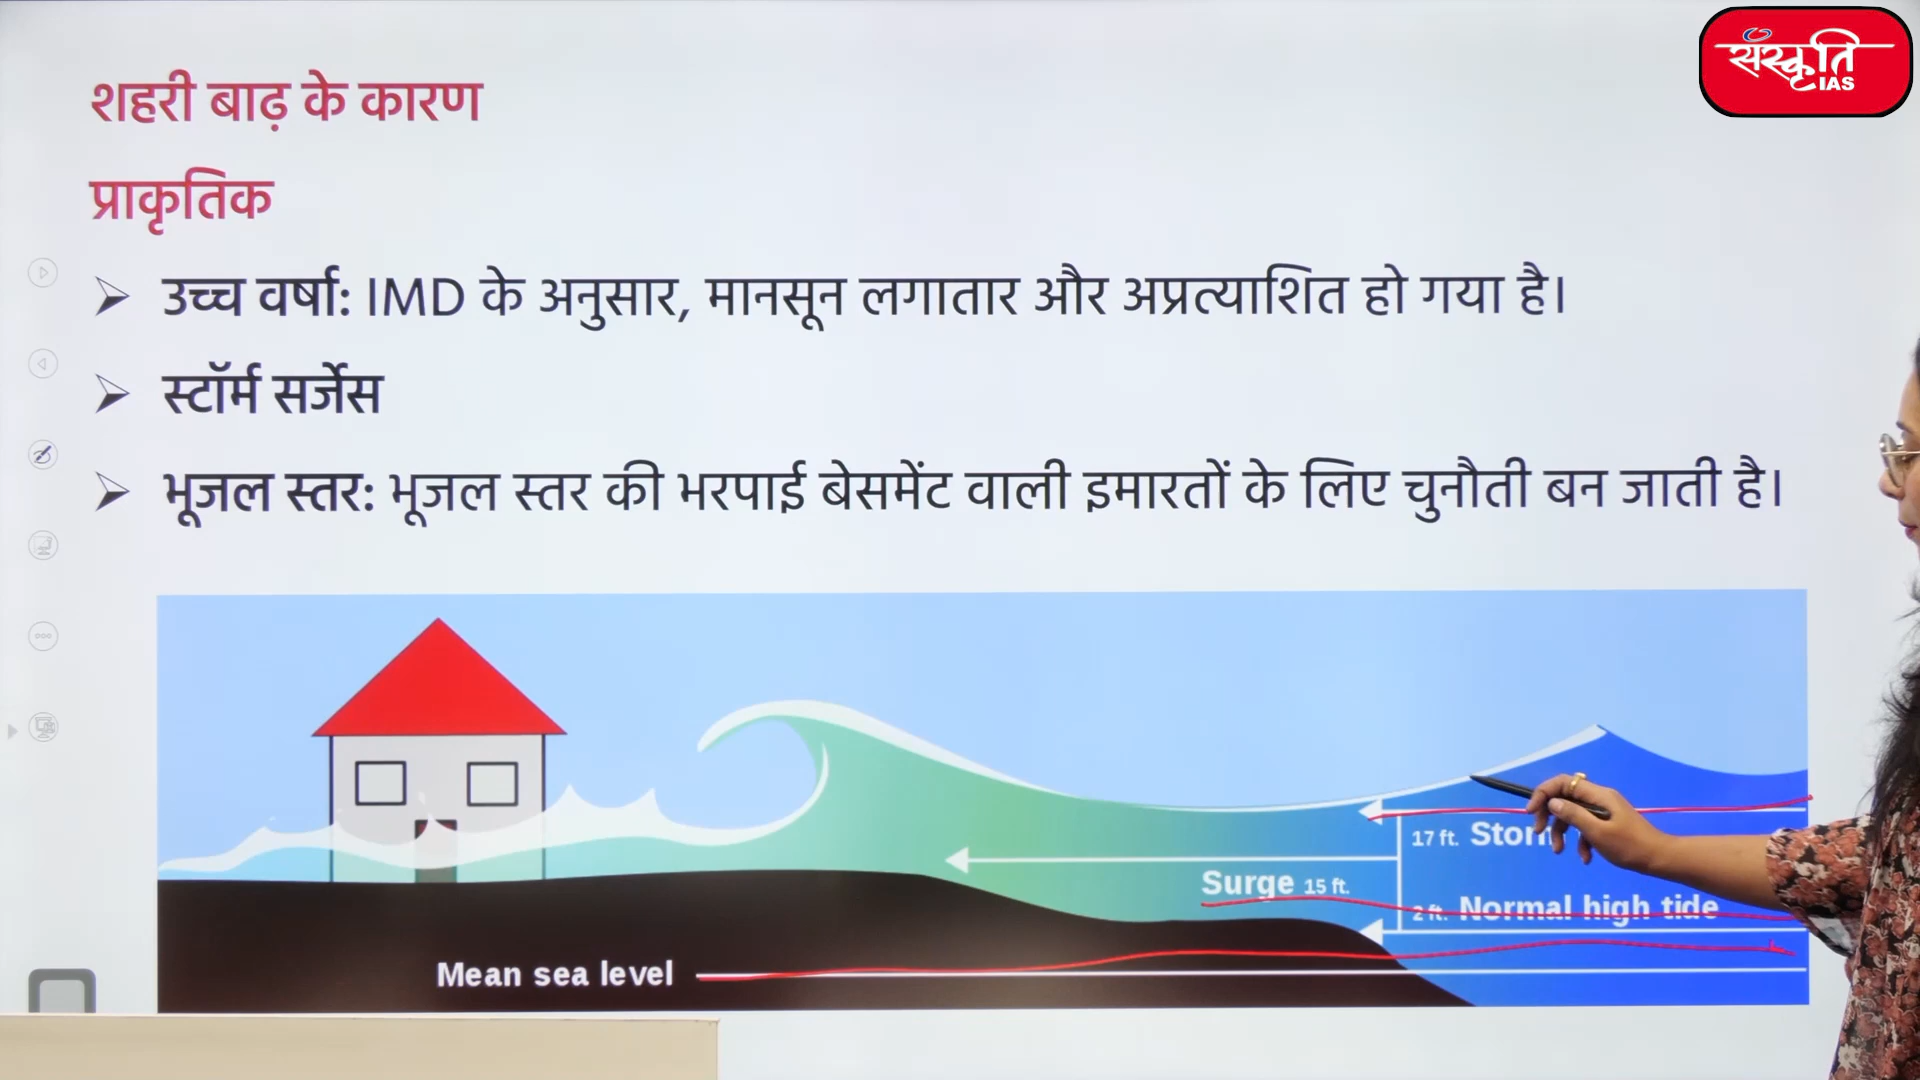 संस्कृति
IAS
शहरी बाढ़ के कारण
प्राकृतिक
उच्च वर्षा: IMD के अनुसार, मानसून लगातार और अप्रत्याशित हो गया है।
स्टॉर्म सर्जेस
भूजल स्तर: भूजल स्तर की भरपाई बेसमेंट वाली इमारतों के लिए चुनौती बन जाती है।
17 ft.
Surge 15 ft.
2 ft. Normal high tide
Mean sea level